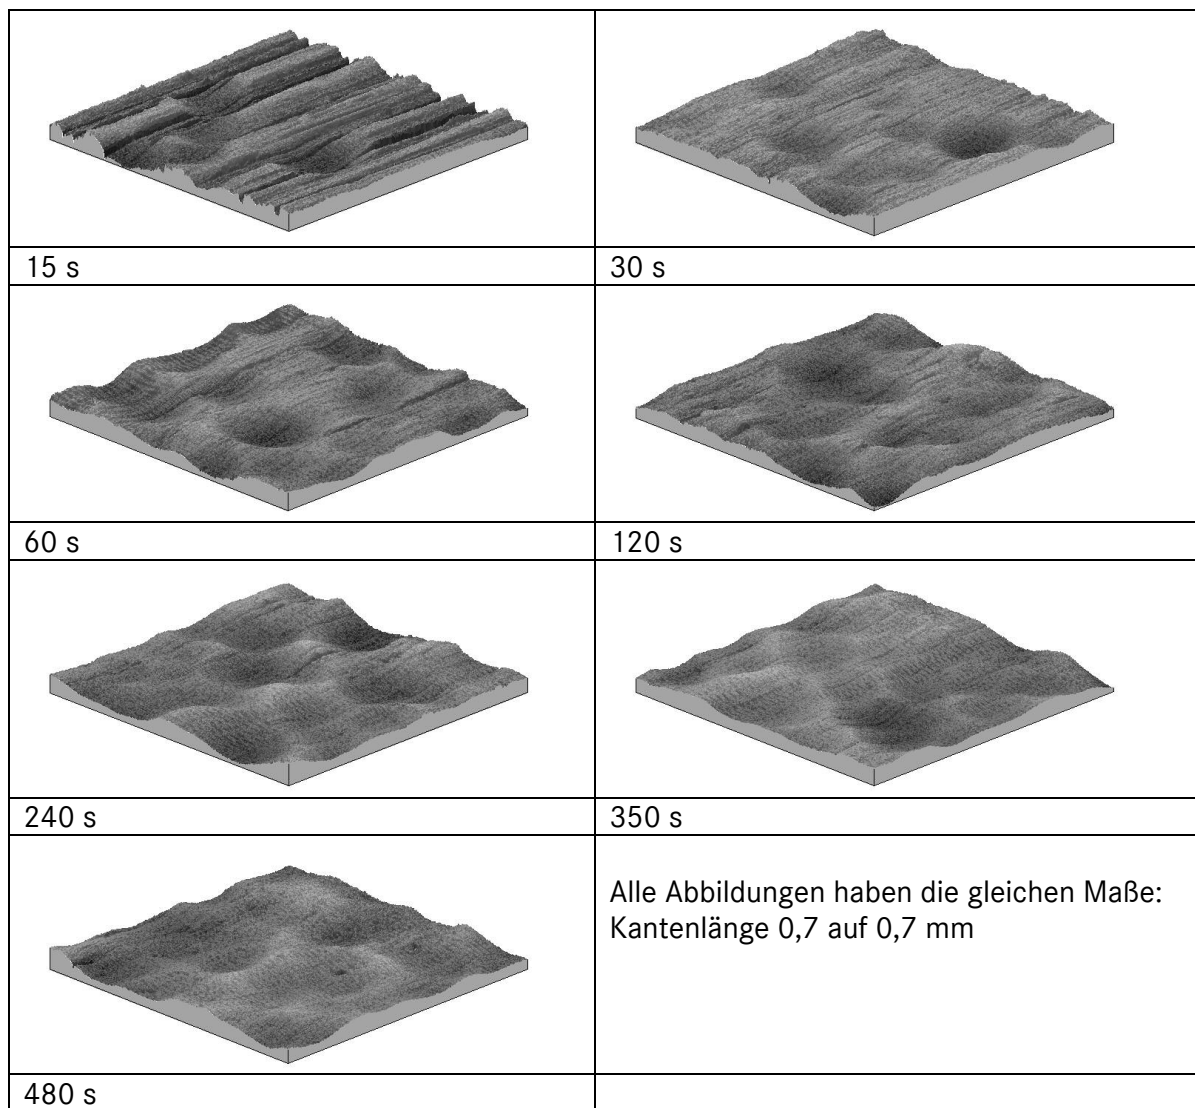 15 s
30 s
60 s
120 s
240 s
350 s
Alle Abbildungen haben die gleichen Maße:
Kantenlänge 0,7 auf 0,7 mm
480 s